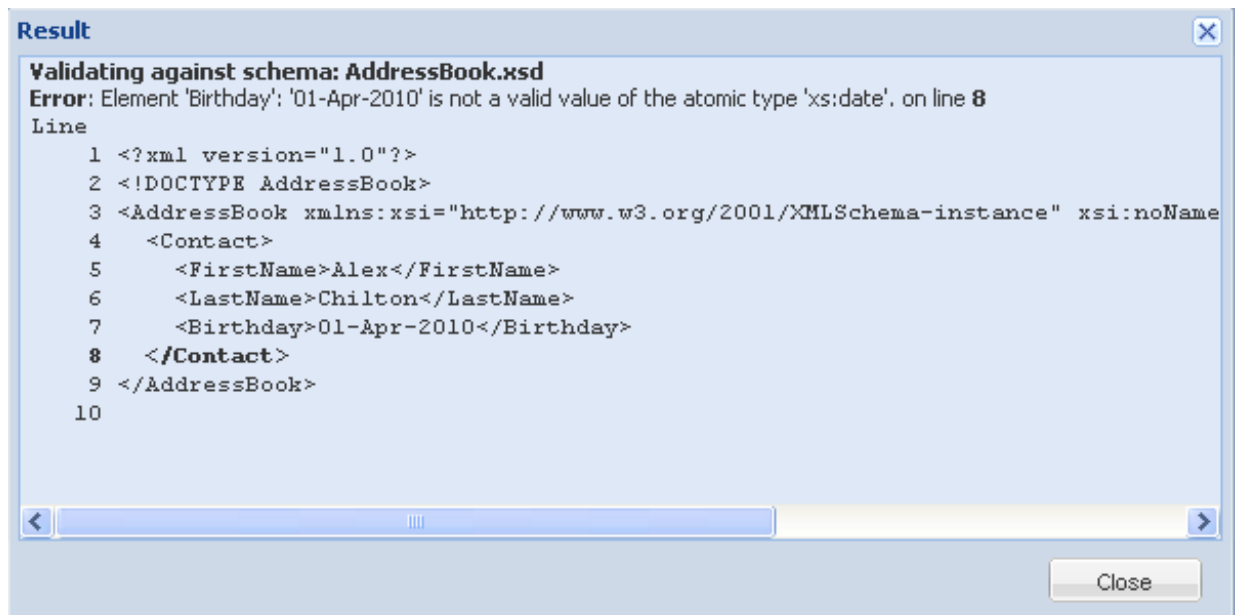 Result
Validating against schema: AddressBook.xsd
Error: Element 'Birthday': '01-Apr-2010' is not a valid value of the atomic type 'xs:date'. on line 8
Line
1 <?xml version="1.0"?>
2 <!DOCTYPE AddressBook>
3 <AddressBook xmlns:xsi="http://www.w3.org/2001/XMLSchema-instance" xsi:noName
4 <Contact>
5 <FirstName>Alex</FirstName>
6 <LastName>Chilton</LastName>
7 <Birthday>01-Apr-2010</Birthday>
8 </Contact>
9 </AddressBook>
10
Close